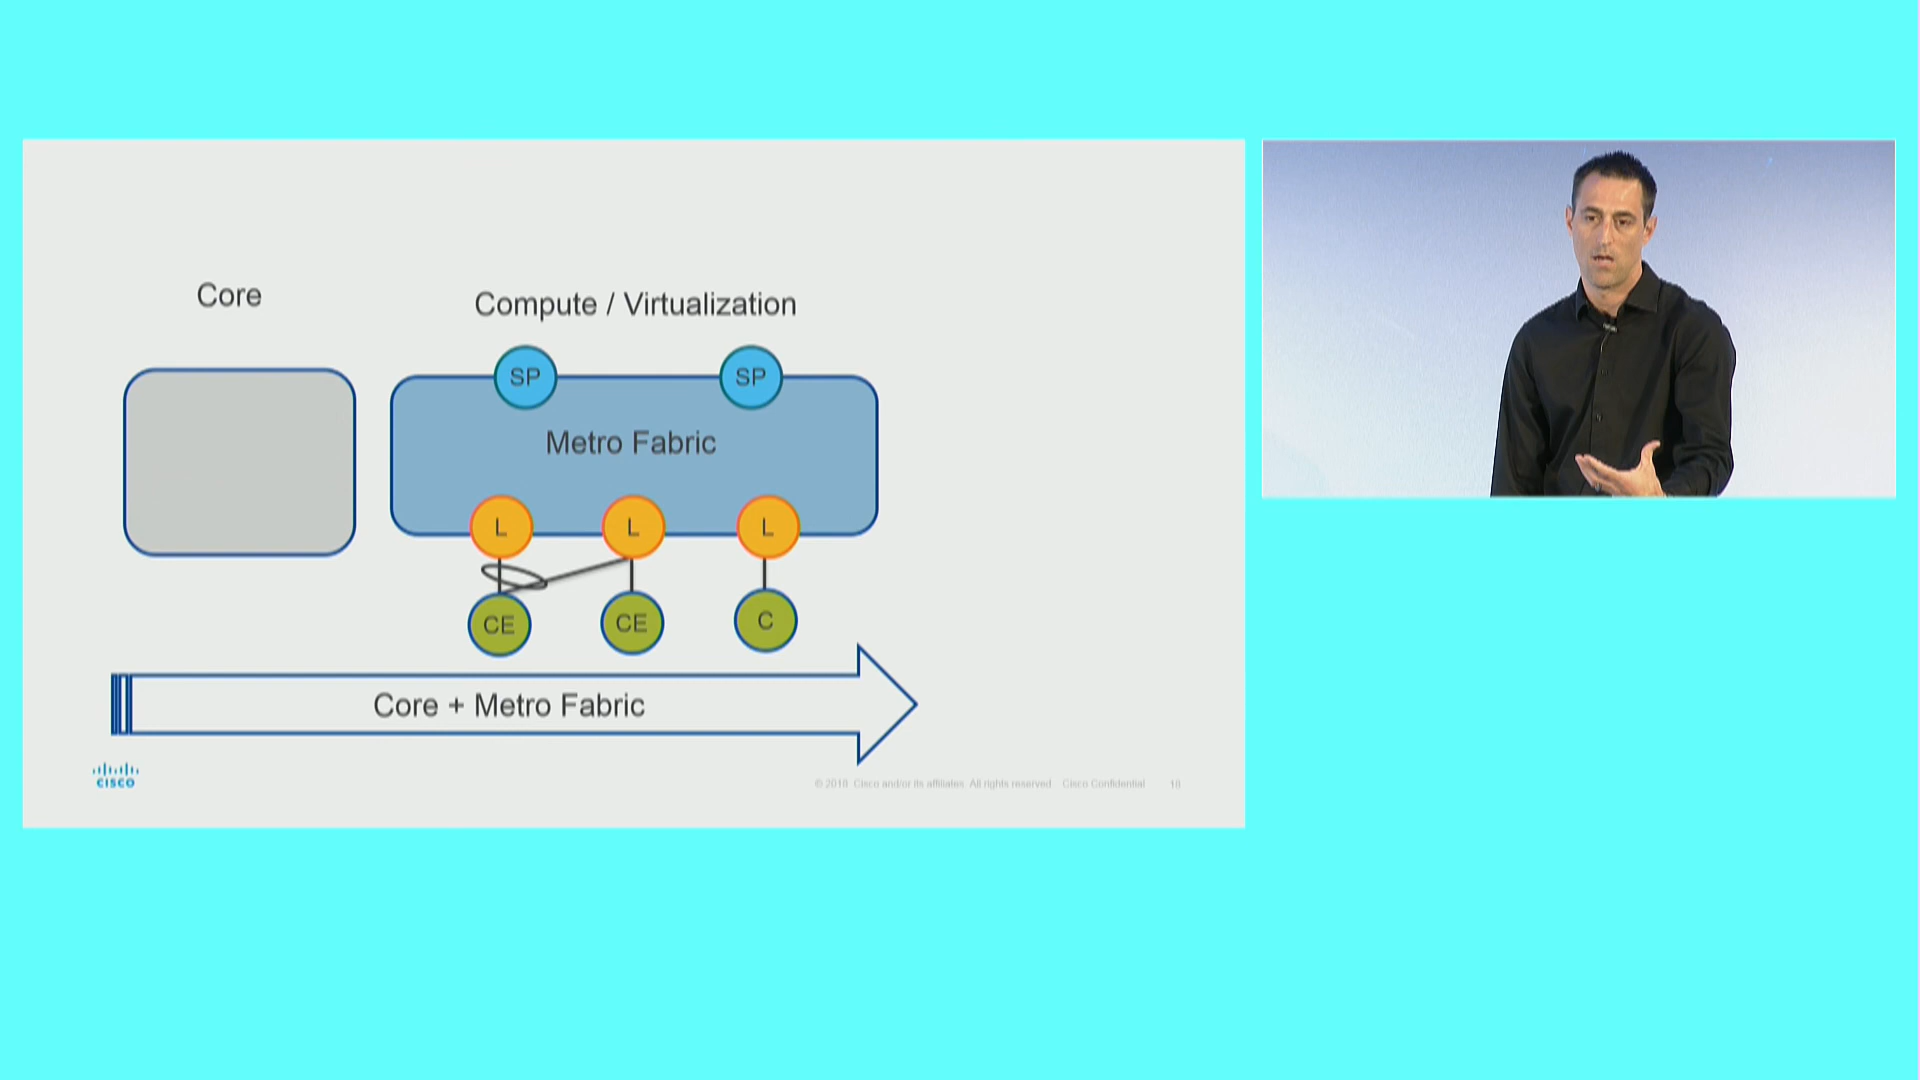 Core
Compute / Virtualization
SP
SP
Metro Fabric
L
L
L
CE
CE
C
Core + Metro Fabric
CISCO
© 2018 Cisco and/or its affiliates. All rights reserved. Cisco Confidential